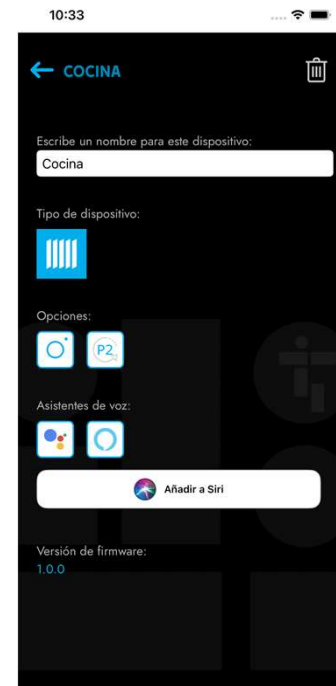 10:33
COCINA
Escribe un nombre para este dispositivo:
Cocina
Tipo de dispositivo:
Opciones:
P2
Asistentes de voz:
Añadir a Siri
Versión de firmware:
1.0.0